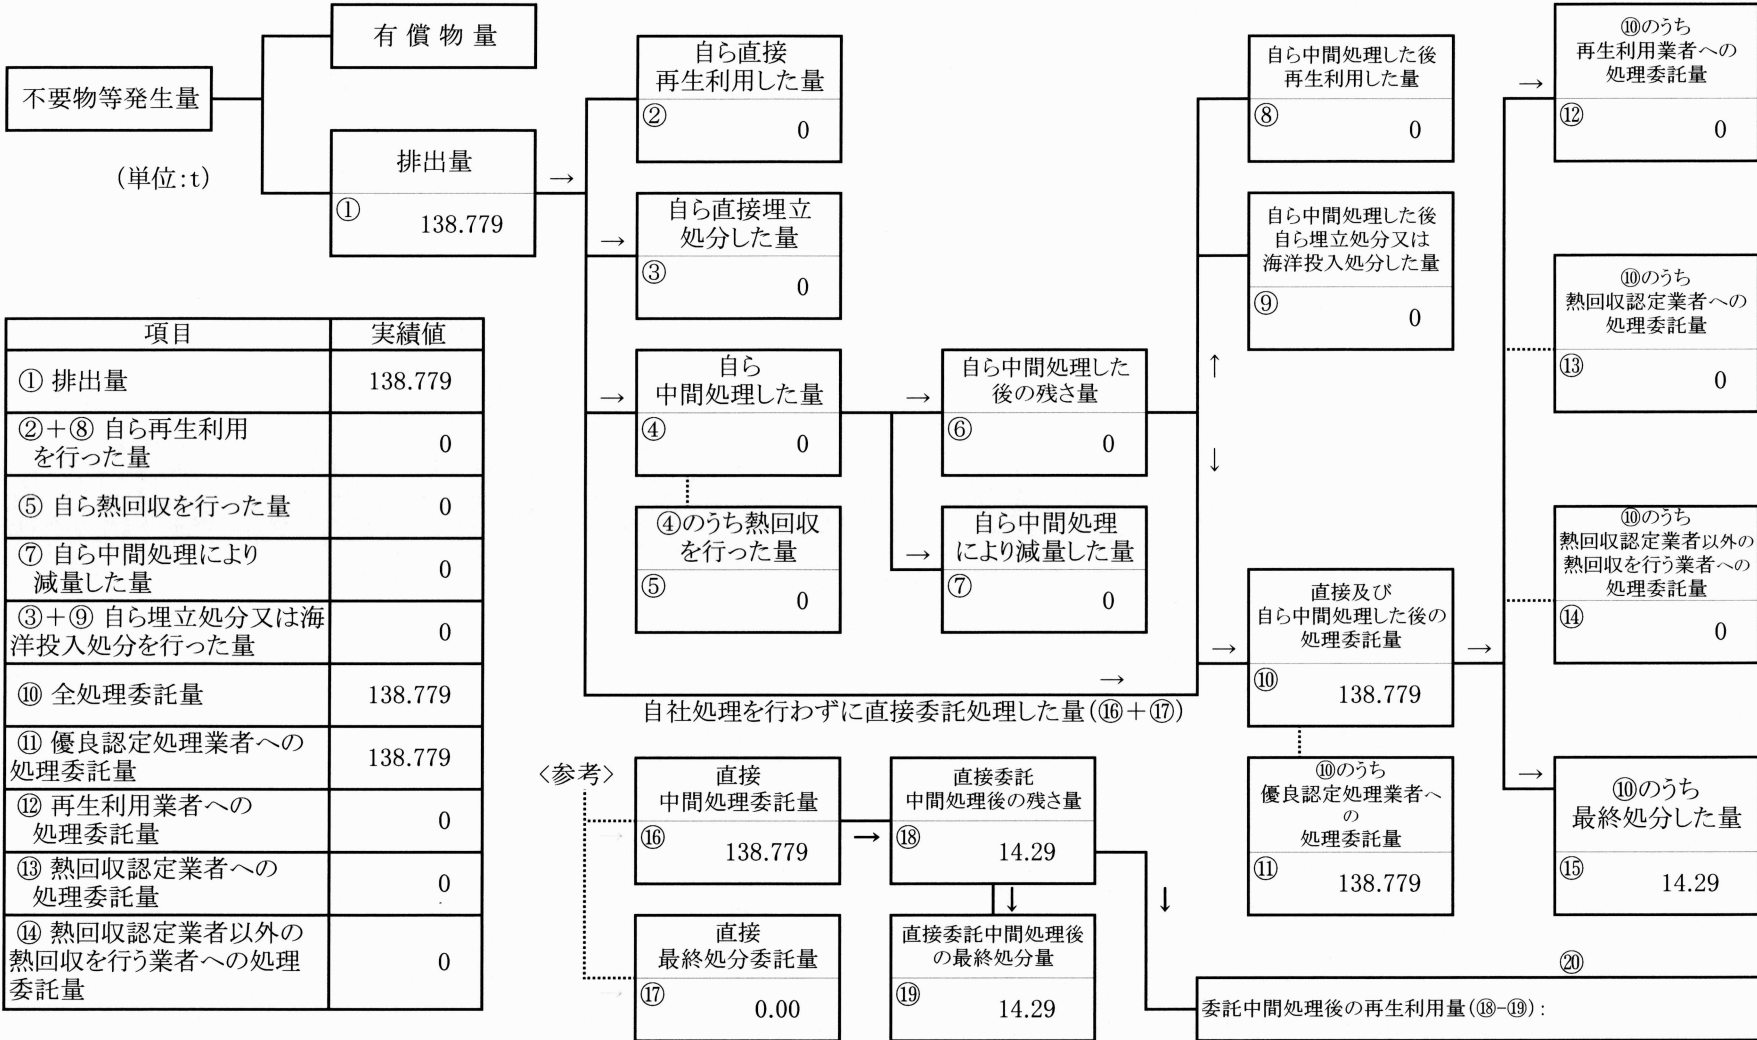 不要物等発生量
(単位:t)
有償物量
排出量
① 138.779
→
自ら直接
再生利用した量
② 0
→
自ら直接埋立
処分した量
③ 0
→
自ら
中間処理した量
④ 0
④のうち熱回収
を行った量
⑤ 0
→
自ら中間処理した
後の残さ量
⑥ 0
→
自ら中間処理
により減量した量
⑦ 0
自ら中間処理した後
再生利用した量
⑧ 0
自ら中間処理した後
自ら埋立処分又は
海洋投入処分した量
⑨ 0
↑
↓
→
自社処理を行わずに直接委託処理した量(⑯+⑰)
→
直接及び
自ら中間処理した後の
処理委託量
⑩ 138.779
⑩のうち
優良認定処理業者へ
の
処理委託量
⑪ 138.779
→
→
⑩のうち
再生利用業者への
処理委託量
⑫ 0
⑩のうち
熱回収認定業者への
処理委託量
⑬ 0
⑩のうち
熱回収認定業者以外の
熱回収を行う業者への
処理委託量
⑭ 0
→
⑩のうち
最終処分した量
⑮ 14.29
項目 実績値
① 排出量 138.779
②+⑧ 自ら再生利用
を行った量 0
⑤ 自ら熱回収を行った量 0
⑦ 自ら中間処理により
減量した量 0
③+⑨ 自ら埋立処分又は海
洋投入処分を行った量 0
⑩ 全処理委託量 138.779
⑪ 優良認定処理業者への
処理委託量 138.779
⑫ 再生利用業者への
処理委託量 0
⑬ 熱回収認定業者への
処理委託量 0
⑭ 熱回収認定業者以外の
熱回収を行う業者への処理
委託量 0
〈参考〉
直接
中間処理委託量
⑯ 138.779
→
直接委託
中間処理後の残さ量
⑱ 14.29
直接
最終処分委託量
⑰ 0.00
↓
直接委託中間処理後
の最終処分量
⑲ 14.29
↓
⑳
委託中間処理後の再生利用量(⑱-⑲):